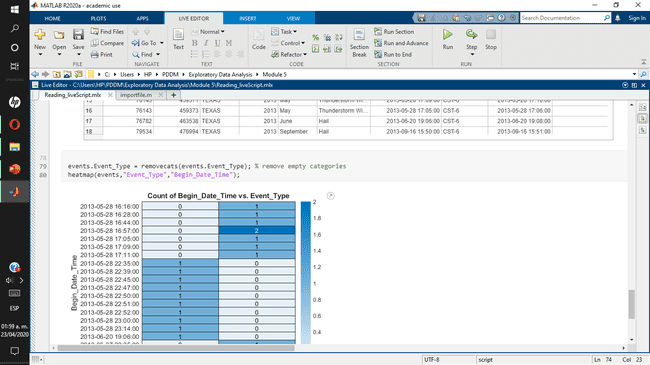 MATLAB R2020a - academic use
HOME PLOTS APPS LIVE EDITOR INSERT VIEW
Sign In
New Open Save Find Files Compare Print Go To Find Text Normal B I U M Code Task Control Refactor Section Break Run Section Run and Advance Run to End Run Step Stop
FILE NAVIGATE TEXT CODE SECTION RUN
C: Users HP PDDM Exploratory Data Analysis Module 5
Live Editor - C:\Users\HP\PDDM\Exploratory Data Analysis\Module 5\Reading_liveScript.mlx
Reading_liveScript.mlx importfile.m
16 76143 459373 TEXAS 2013 May Thunderstorm Wi... 2013-05-28 17:05:00 CST-6 2013-05-28 17:05:00
17 76782 463538 TEXAS 2013 June Hail 2013-06-20 19:06:00 CST-6 2013-06-20 19:08:00
18 79534 476994 TEXAS 2013 September Hail 2013-09-16 15:50:00 CST-6 2013-09-16 15:51:00
78
79 events.Event_Type = removecats(events.Event_Type); % remove empty categories
80 heatmap(events,"Event_Type","Begin_Date_Time");
Count of Begin_Date_Time vs. Event_Type
Begin_Date_Time
2013-05-28 16:16:00 0 1
2013-05-28 16:28:00 0 1
2013-05-28 16:44:00 0 1
2013-05-28 16:57:00 0 2
2013-05-28 17:05:00 0 1
2013-05-28 17:09:00 0 1
2013-05-28 17:11:00 0 1
2013-05-28 22:35:00 1 0
2013-05-28 22:39:00 1 0
2013-05-28 22:45:00 1 0
2013-05-28 22:47:00 1 0
2013-05-28 22:50:00 1 0
2013-05-28 22:51:00 1 0
2013-05-28 22:52:00 1 0
2013-05-28 23:00:00 1 0
2013-05-28 23:14:00 1 0
2013-06-20 19:06:00 1 0
2
1.8
1.6
1.4
1.2
1
0.8
0.6
0.4
ESP
01:59 a. m.
23/04/2020
UTF-8 script Ln 74 Col 23